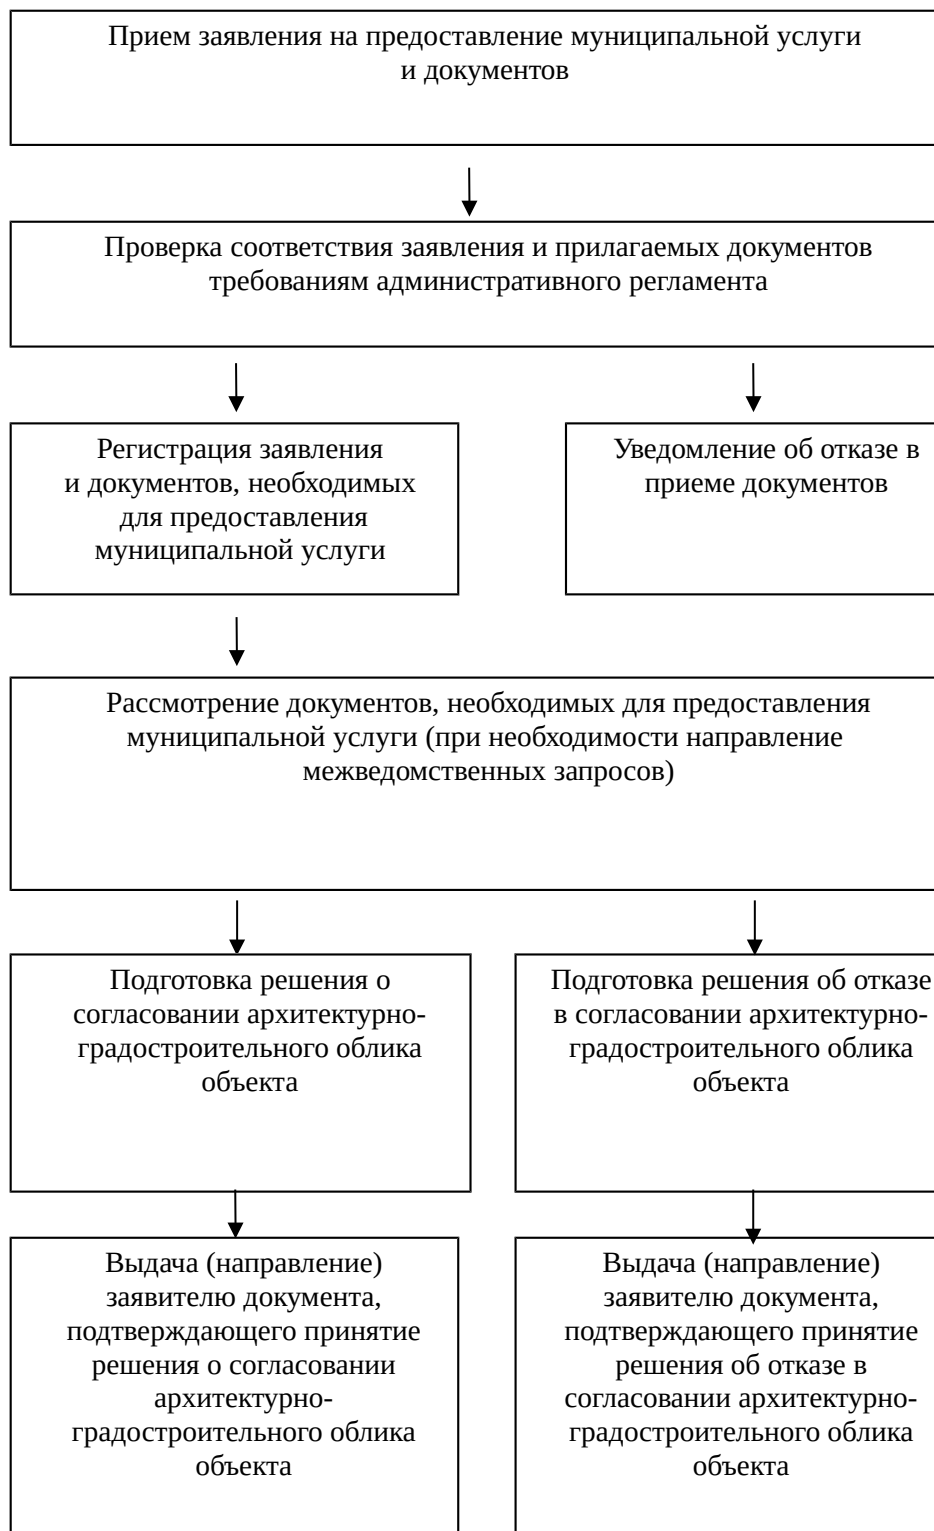 Прием заявления на предоставление муниципальной услуги
и документов
Проверка соответствия заявления и прилагаемых документов
требованиям административного регламента
Регистрация заявления
и документов, необходимых
для предоставления
муниципальной услуги
Уведомление об отказе в
приеме документов
Рассмотрение документов, необходимых для предоставления
муниципальной услуги (при необходимости направление
межведомственных запросов)
Подготовка решения о
согласовании архитектурно-
градостроительного облика
объекта
Подготовка решения об отказе
в согласовании архитектурно-
градостроительного облика
объекта
Выдача (направление)
заявителю документа,
подтверждающего принятие
решения о согласовании
архитектурно-
градостроительного облика
объекта
Выдача (направление)
заявителю документа,
подтверждающего принятие
решения об отказе в
согласовании архитектурно-
градостроительного облика
объекта